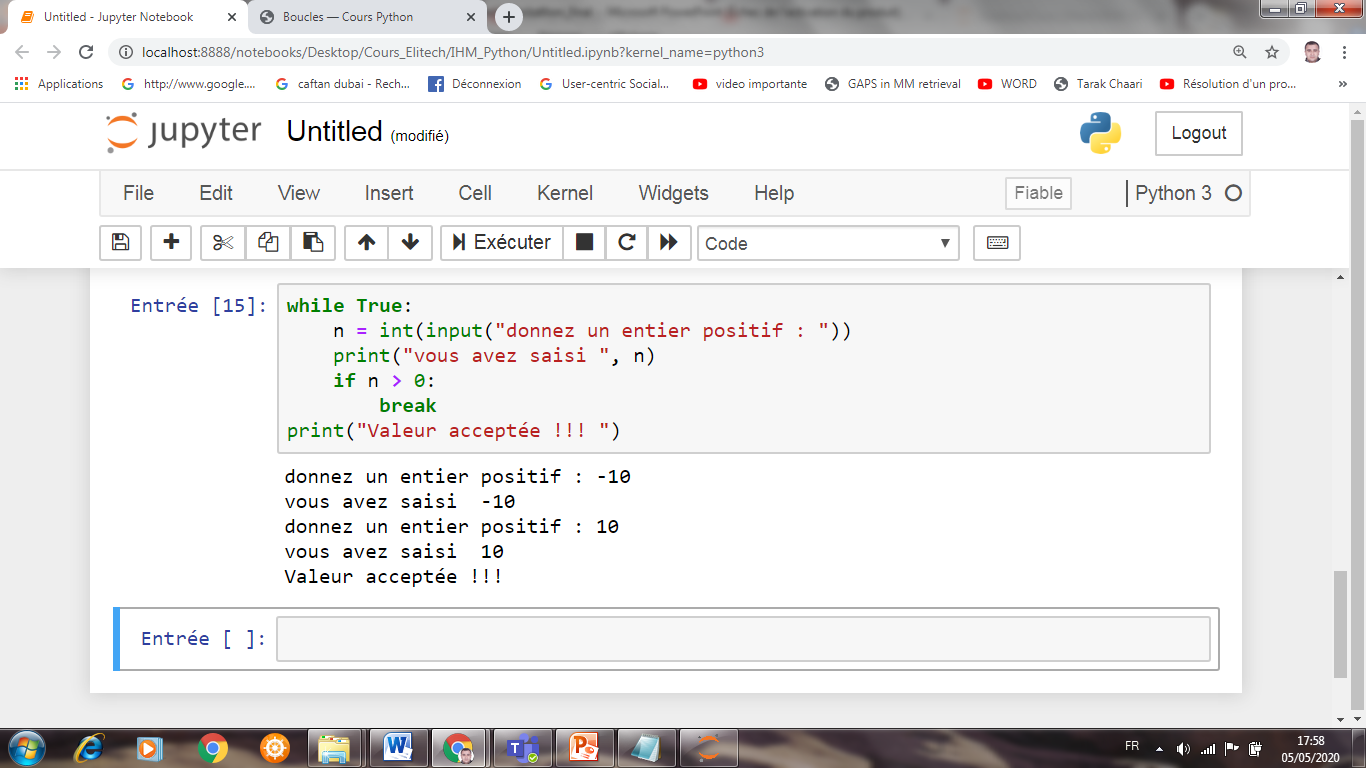 Untitled - Jupyter Notebook
Boucles — Cours Python
localhost:8888/notebooks/Desktop/Cours_Elitech/IHM_Python/Untitled.ipynb?kernel_name=python3
Applications http://www.google.... caftan dubai - Rech... Déconnexion User-centric Social... video importante GAPS in MM retrieval WORD Tarak Chaari Résolution d'un pro... »
jupyter Untitled (modifié) Logout
File Edit View Insert Cell Kernel Widgets Help Fiable Python 3
Exécuter Code
Entrée [15]: while True:
    n = int(input("donnez un entier positif : "))
    print("vous avez saisi ", n)
    if n > 0:
        break
print("Valeur acceptée !!! ")
donnez un entier positif : -10
vous avez saisi  -10
donnez un entier positif : 10
vous avez saisi  10
Valeur acceptée !!!
Entrée [ ]:
FR 17:58
05/05/2020